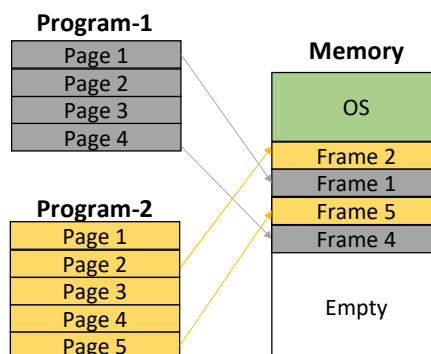 Program-1
Page 1
Page 2
Page 3
Page 4
Program-2
Page 1
Page 2
Page 3
Page 4
Page 5
Memory
OS
Frame 2
Frame 1
Frame 5
Frame 4
Empty